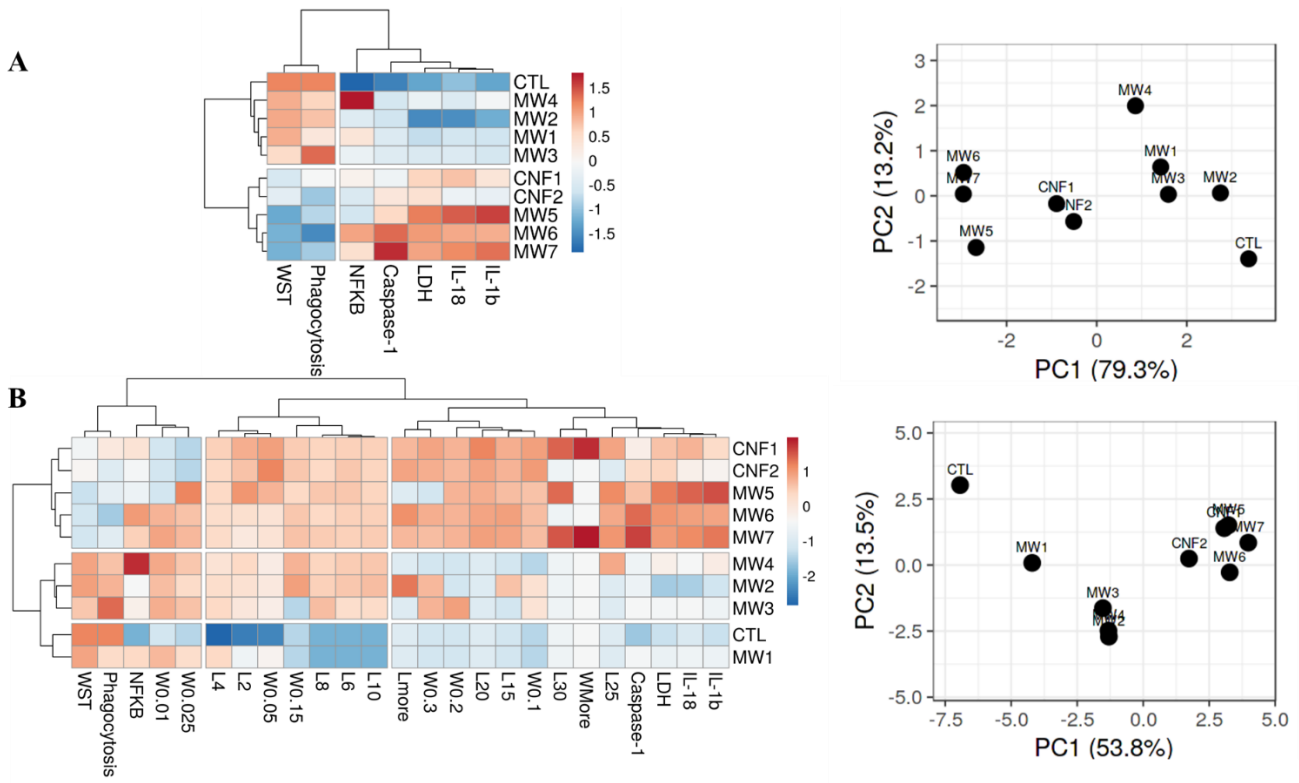 A
CTL
MW4
MW2
MW1
MW3
CNF1
CNF2
MW5
MW6
MW7
WST
Phagocytosis
NFKB
Caspase-1
LDH
IL-18
IL-1b
1.5
1
0.5
0
-0.5
-1
-1.5
PC2 (13.2%)
3
2
1
0
-1
-2
MW4
MW6
MW1
MW7
MW3
MW2
CNF1
NF2
MW5
CTL
-2
0
2
PC1 (79.3%)
B
CNF1
CNF2
MW5
MW6
MW7
MW4
MW2
MW3
CTL
MW1
WST
Phagocytosis
NFKB
W0.01
W0.025
L4
L2
W0.05
W0.15
L8
L6
L10
Lmore
W0.3
W0.2
L20
L15
W0.1
L30
WMore
L25
Caspase-1
LDH
IL-18
IL-1b
1
0
-1
-2
PC2 (13.5%)
5.0
2.5
0.0
-2.5
-5.0
CTL
MW1
MW3
MW2
CNF2
CNF1
MW7
MW6
-7.5
-5.0
-2.5
0.0
2.5
5.0
PC1 (53.8%)